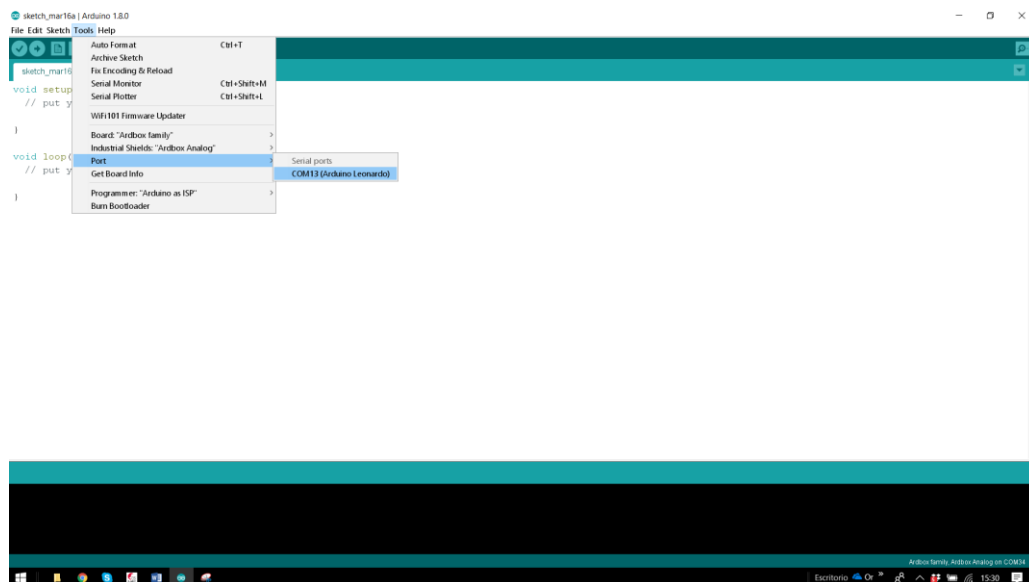 sketch_mar16a | Arduino 1.8.0
File Edit Sketch Tools Help
Auto Format Ctrl+T
Archive Sketch
sketch_mar16 Fix Encoding & Reload
Serial Monitor Ctrl+Shift+M
Serial Plotter Ctrl+Shift+L
WiFi101 Firmware Updater
Board: "Ardbox family"
Industrial Shields: "Ardbox Analog"
Port
Get Board Info
Programmer: "Arduino as ISP"
Burn Bootloader
Serial ports
COM13 (Arduino Leonardo)
void setup
// put y
}
void loop(
// put y
}
Ardbox family, Ardbox Analog on COM34
Escritorio Or » 15:30